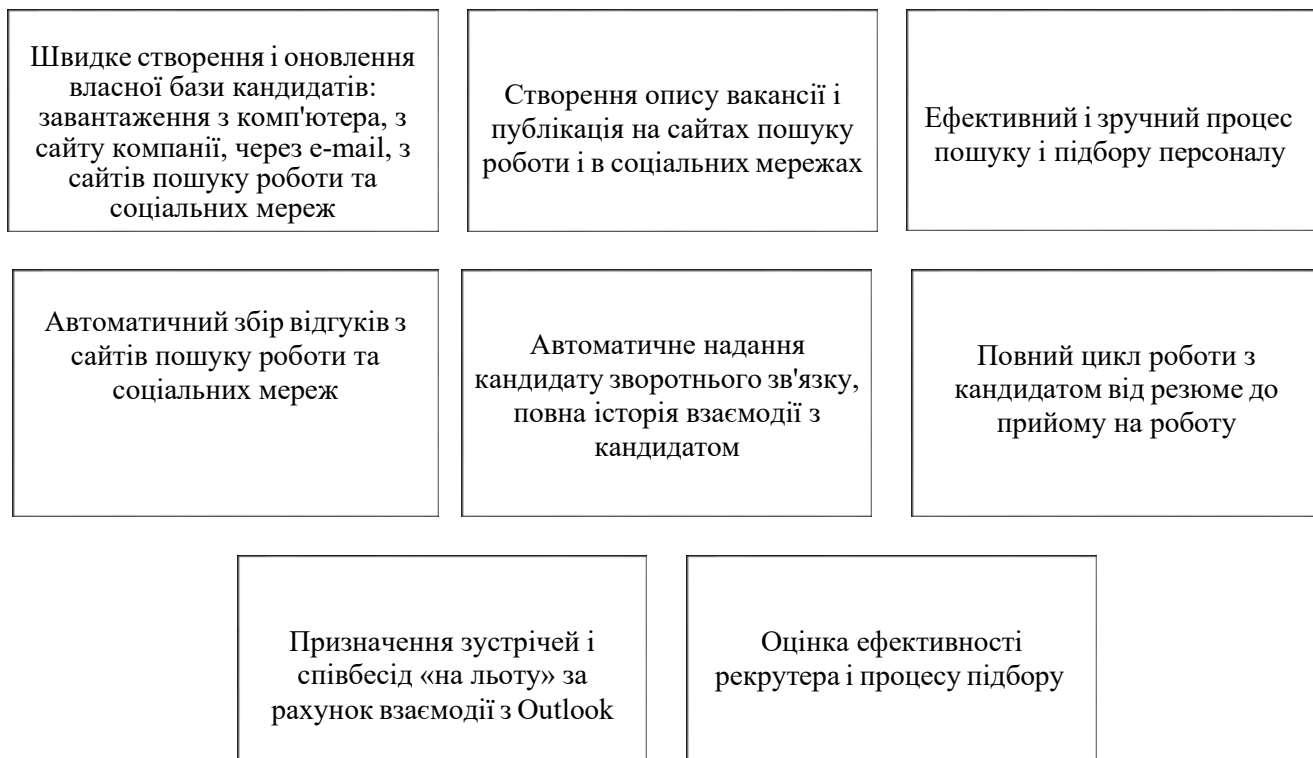 Швидке створення і оновлення
власної бази кандидатів:
завантаження з комп'ютера, з
сайту компанії, через e-mail, з
сайтів пошуку роботи та
соціальних мереж
Створення опису вакансії і
публікація на сайтах пошуку
роботи і в соціальних мережах
Ефективний і зручний процес
пошуку і підбору персоналу
Автоматичний збір відгуків з
сайтів пошуку роботи та
соціальних мереж
Автоматичне надання
кандидату зворотнього зв'язку,
повна історія взаємодії з
кандидатом
Повний цикл роботи з
кандидатом від резюме до
прийому на роботу
Призначення зустрічей і
співбесід «на льоту» за
рахунок взаємодії з Outlook
Оцінка ефективності
рекрутера і процесу підбору